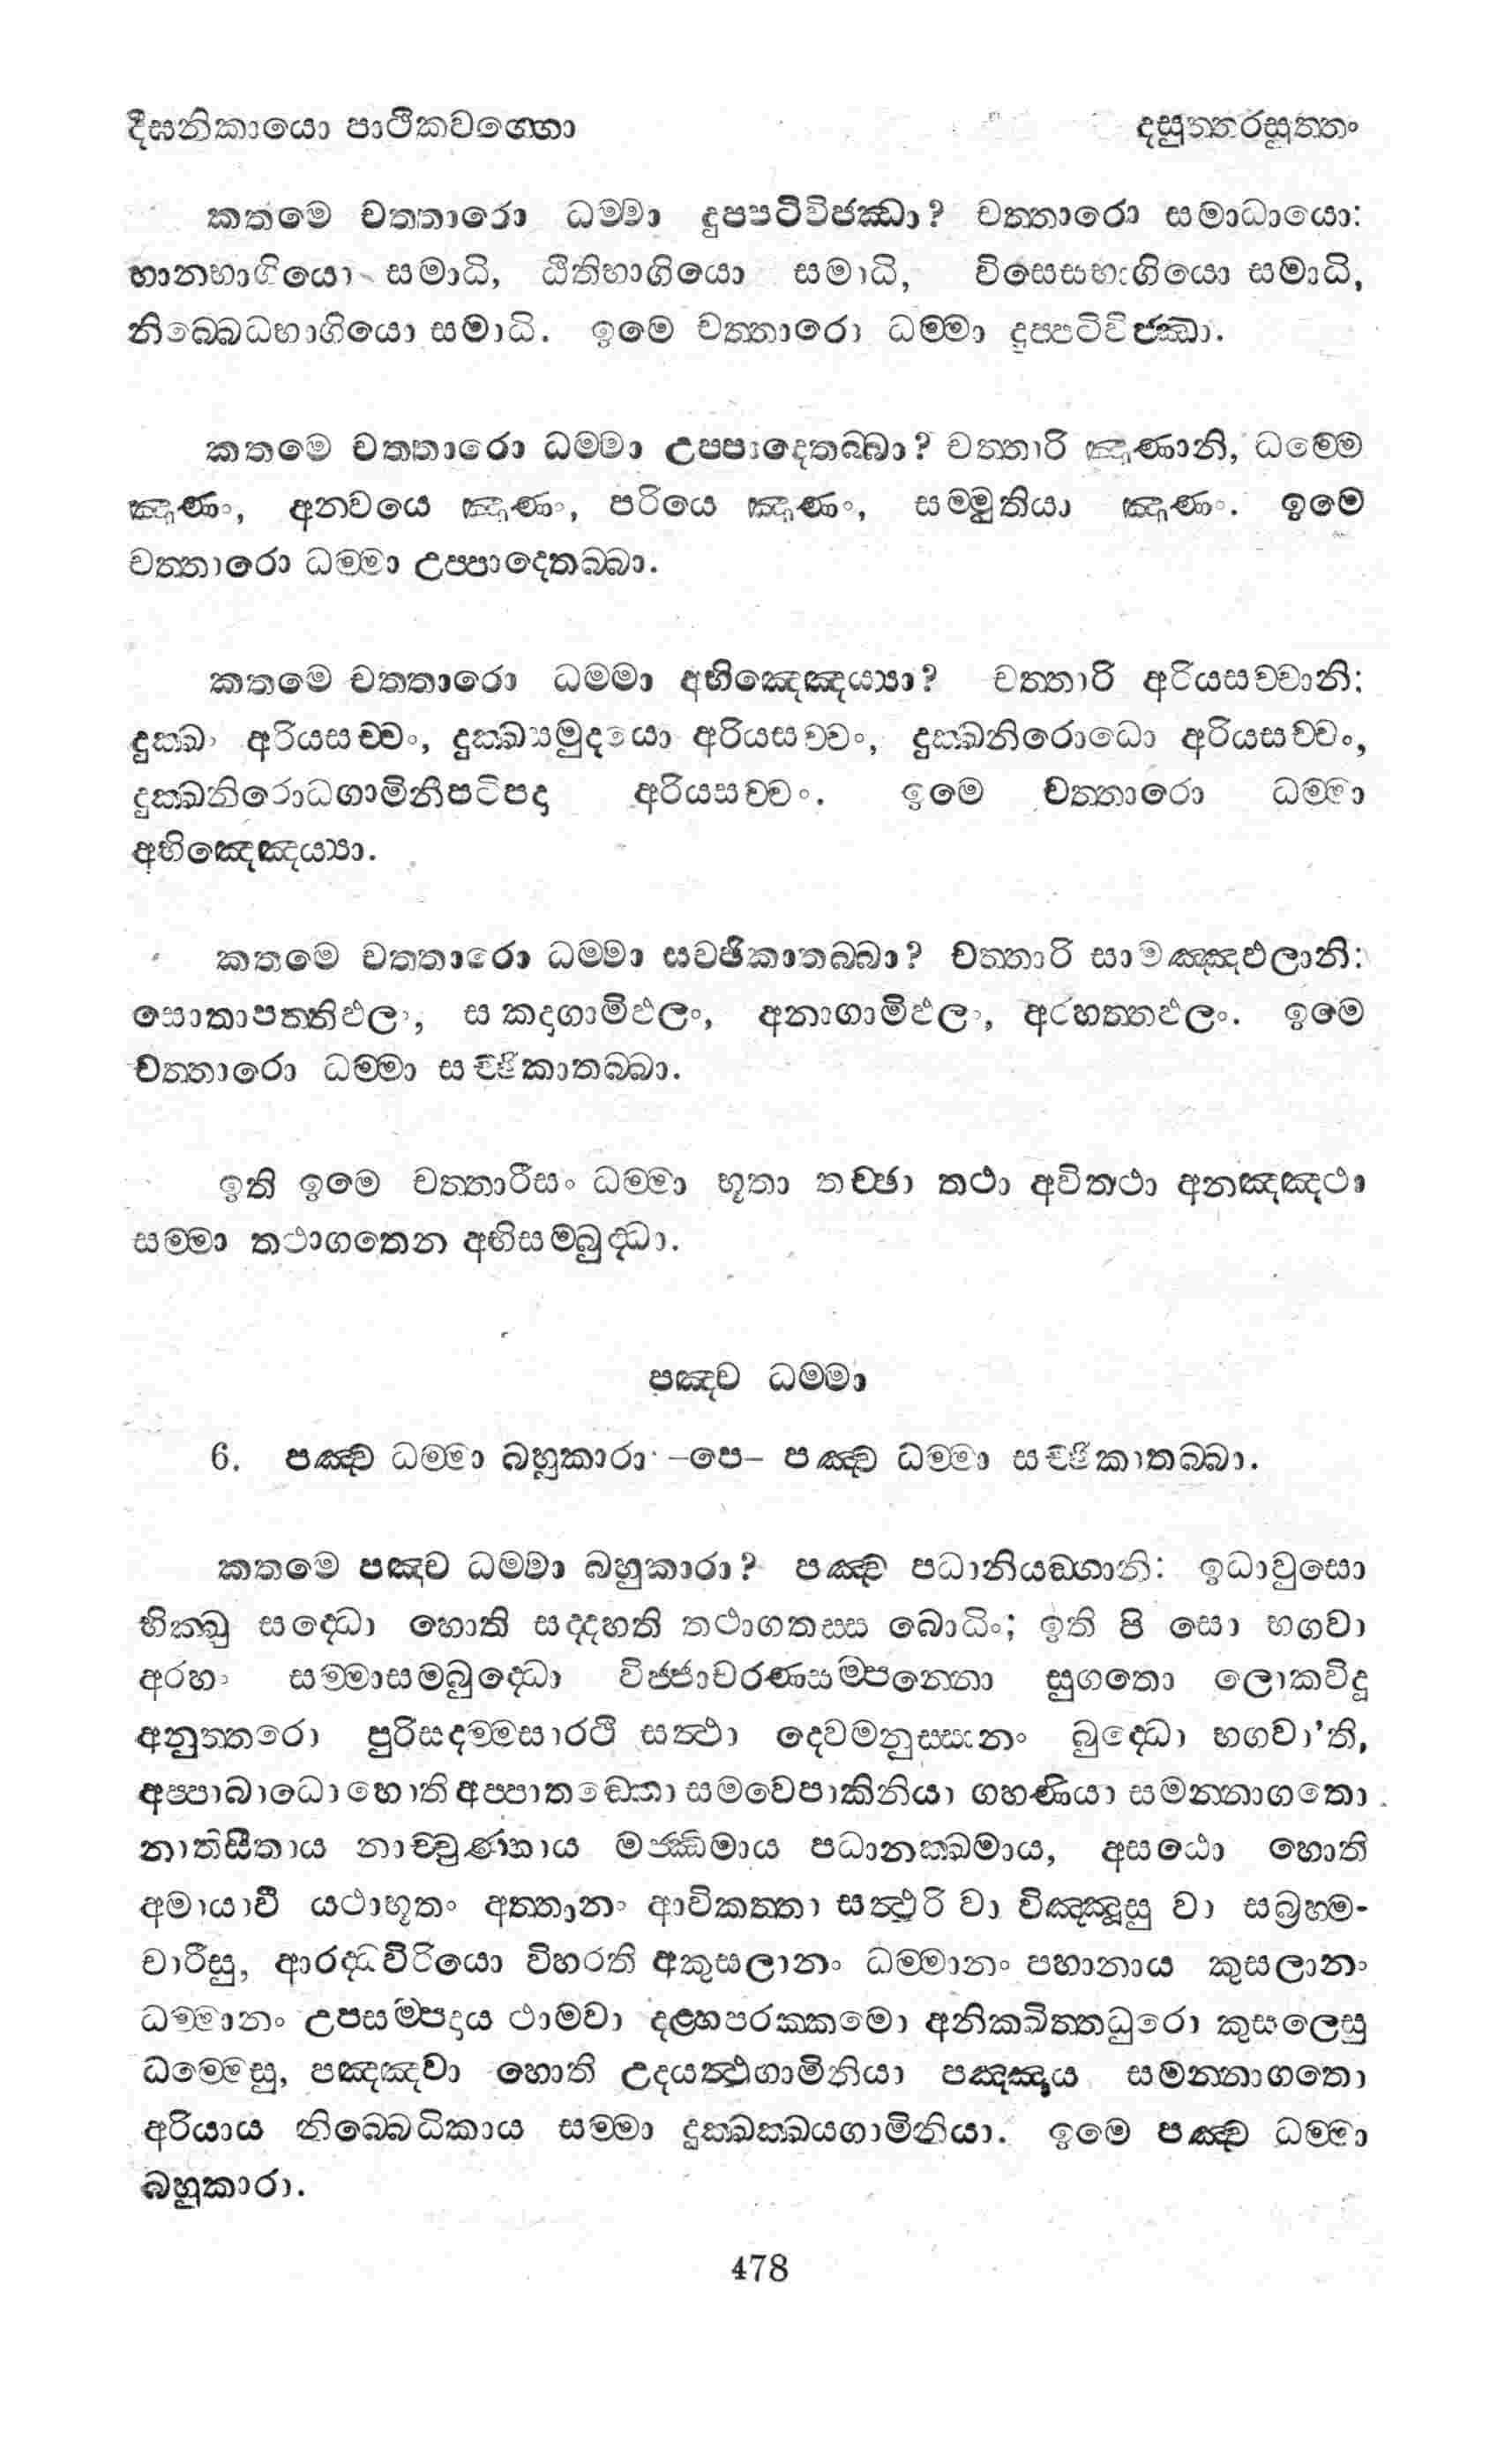 දීඝනිකායො පාථිකවග්ගො දසුත්තරසුත්තං
කතමෙ චත්තාරො ධම්මා දුප්පටිවිජ්ඣා? චත්තාරො සමාධායො:
හානභාගියො සමාධි, ඨිතිභාගියො සමාධි, විසෙසභාගියො සමාධි,
නිබ්බෙධභාගියො සමාධි. ඉමෙ චත්තාරො ධම්මා දුප්පටිවිජ්ඣා.
කතමෙ චත්තාරො ධම්මා උප්පාදෙතබ්බා? චත්තාරි ඤාණානි, ධම්මෙ
ඤාණං, අනවයෙ ඤාණං, පරියෙ ඤාණං, සම්මුතියා ඤාණං. ඉමෙ
චත්තාරො ධම්මා උප්පාදෙතබ්බා.
කතමෙ චත්තාරො ධම්මා අභිඤ්ඤෙය්‍යා? චත්තාරි අරියසච්චානි:
දුක්ඛං අරියසච්චං, දුක්ඛසමුදයො අරියසච්චං, දුක්ඛනිරොධො අරියසච්චං,
දුක්ඛනිරොධගාමිනීපටිපදා අරියසච්චං. ඉමෙ චත්තාරො ධම්මා
අභිඤ්ඤෙය්‍යා.
කතමෙ චත්තාරො ධම්මා සච්ඡිකාතබ්බා? චත්තාරි සාමඤ්ඤඵලානි:
සොතාපත්තිඵලං, සකදාගාමිඵලං, අනාගාමිඵලං, අරහත්තඵලං. ඉමෙ
චත්තාරො ධම්මා සච්ඡිකාතබ්බා.
ඉති ඉමෙ චත්තාරීසං ධම්මා භූතා තච්ඡා තථා අවිතථා අනඤ්ඤථා
සම්මා තථාගතෙන අභිසම්බුද්ධා.
පඤ්ච ධම්මා
6. පඤ්ච ධම්මා බහුකාරා -පෙ- පඤ්ච ධම්මා සච්ඡිකාතබ්බා.
කතමෙ පඤ්ච ධම්මා බහුකාරා? පඤ්ච පධානියඞ්ගානි: ඉධාවුසො
භික්ඛු සද්ධො හොති සද්දහති තථාගතස්ස බොධිං; ඉති පි සො භගවා
අරහං සම්මාසම්බුද්ධො විජ්ජාචරණසම්පන්නො සුගතො ලොකවිදූ
අනුත්තරො පුරිසදම්මසාරථි සත්ථා දෙවමනුස්සානං බුද්ධො භගවා'ති,
අප්පාබාධො හොති අප්පාතඞ්කො සමවෙපාකිනියා ගහණියා සමන්නාගතො
නාතිසීතාය නාච්චුණ්හාය මජ්ඣිමාය පධානක්ඛමාය, අසඨො හොති
අමායාවී යථාභූතං අත්තානං ආවිකත්තා සත්ථරි වා විඤ්ඤූසු වා සබ්‍රහ්ම-
චාරීසු, ආරද්ධවිරියො විහරති අකුසලානං ධම්මානං පහානාය කුසලානං
ධම්මානං උපසම්පදාය ථාමවා දළ්හපරක්කමො අනික්ඛිත්තධුරො කුසලෙසු
ධම්මෙසු, පඤ්ඤවා හොති උදයත්ථගාමිනියා පඤ්ඤාය සමන්නාගතො
අරියාය නිබ්බෙධිකාය සම්මා දුක්ඛක්ඛයගාමිනියා. ඉමෙ පඤ්ච ධම්මා
බහුකාරා.
478